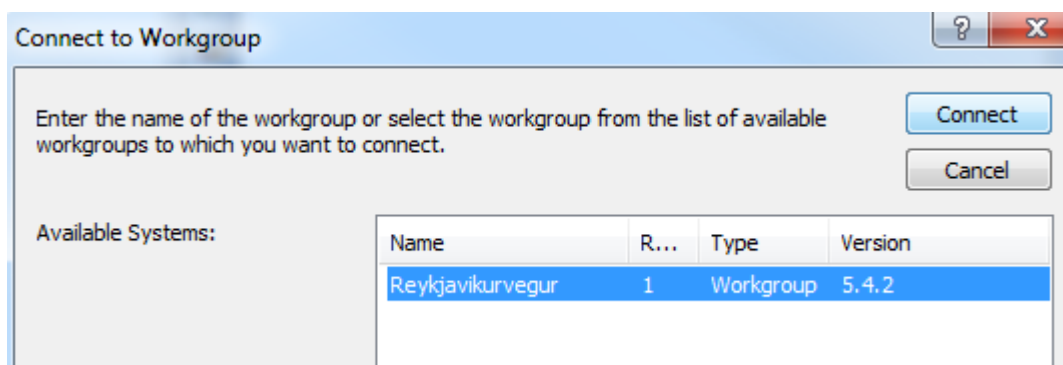 Connect to Workgroup
Enter the name of the workgroup or select the workgroup from the list of available
workgroups to which you want to connect.
Connect
Cancel
Available Systems:
Name R... Type Version
Reykjavikurvegur 1 Workgroup 5.4.2